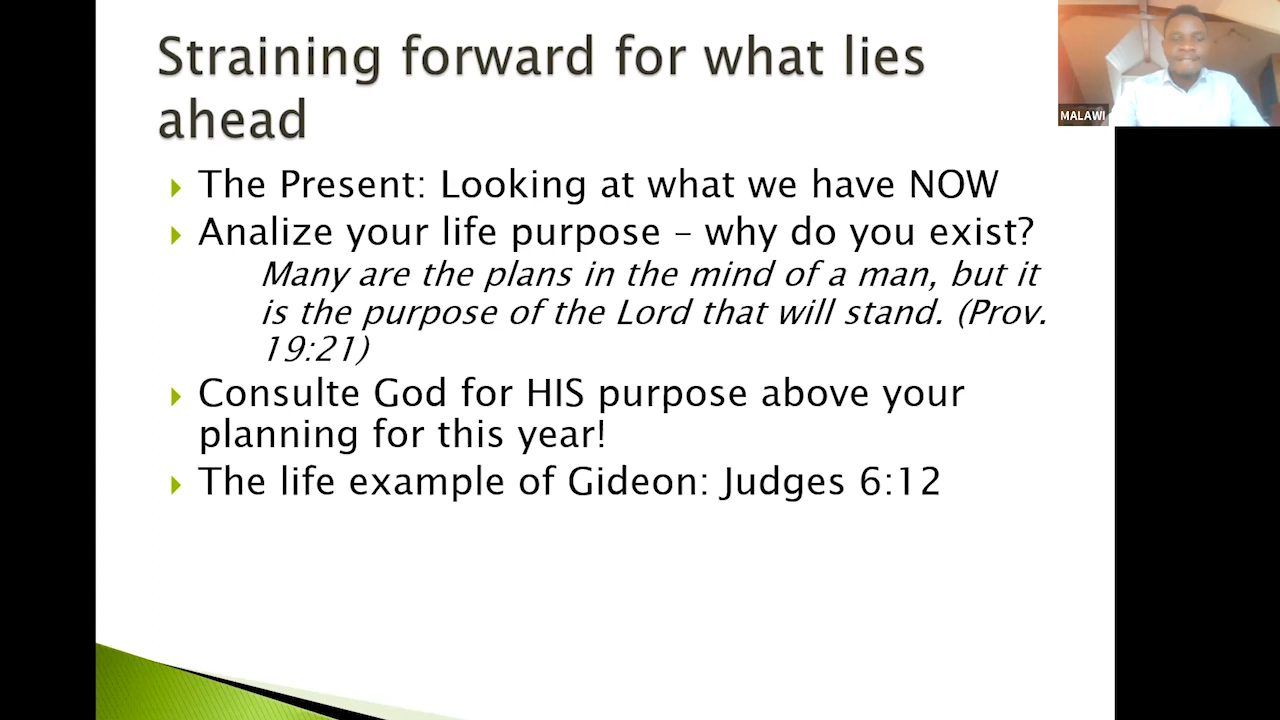 Straining forward for what lies
ahead
The Present: Looking at what we have NOW
Analize your life purpose – why do you exist?
Many are the plans in the mind of a man, but it
is the purpose of the Lord that will stand. (Prov.
19:21)
Consulte God for HIS purpose above your
planning for this year!
The life example of Gideon: Judges 6:12
MALAWI